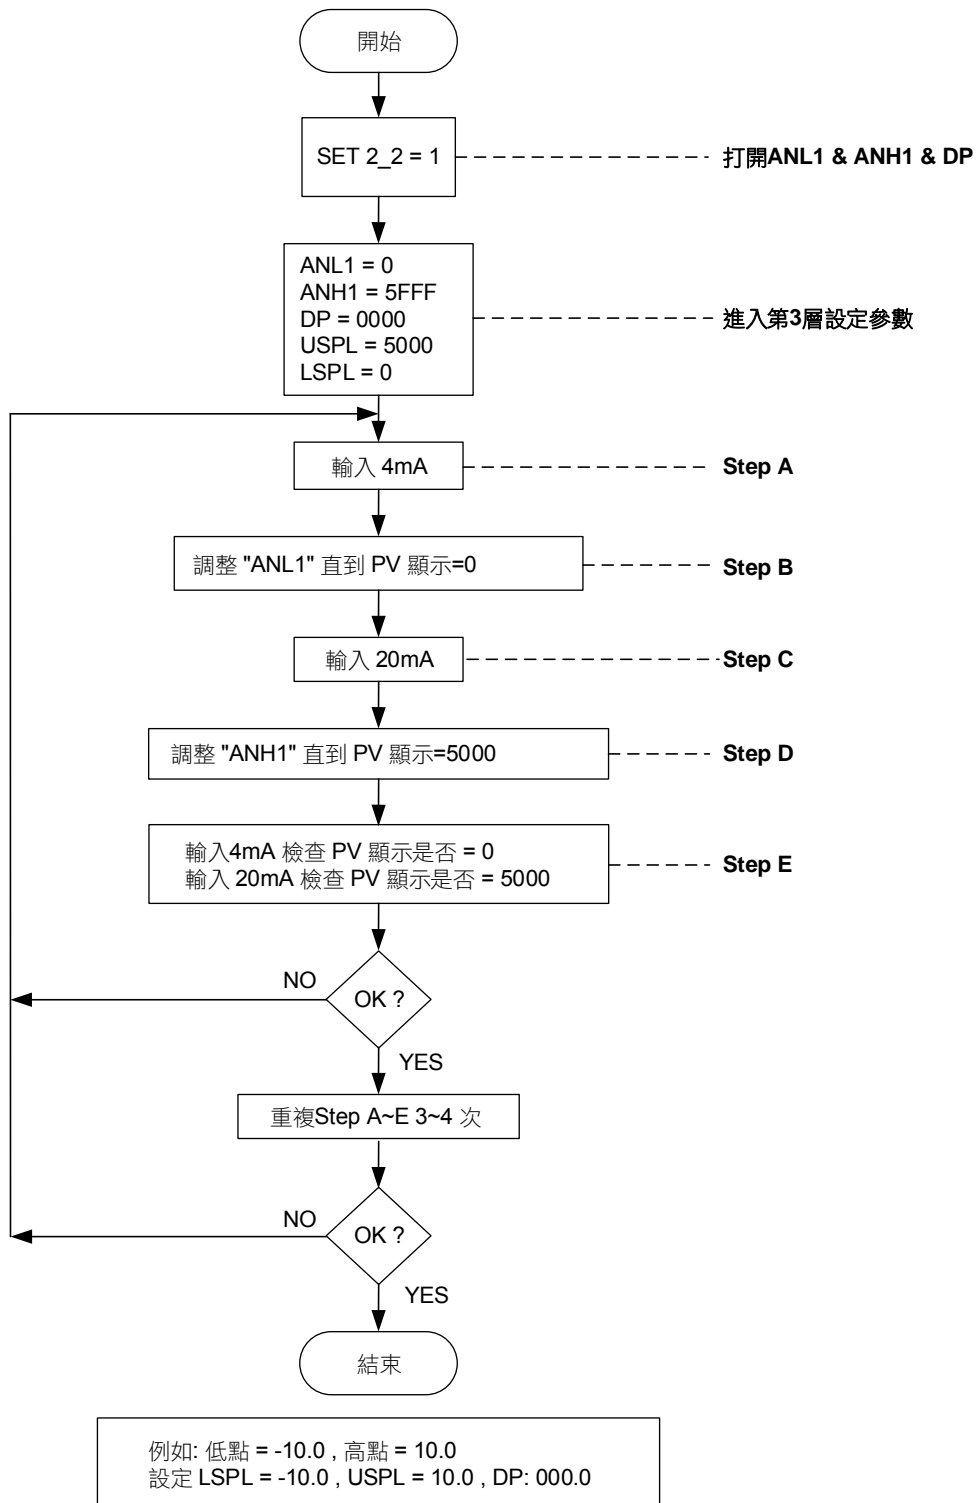 開始
SET 2_2 = 1
打開ANL1 & ANH1 & DP
ANL1 = 0
ANH1 = 5FFF
DP = 0000
USPL = 5000
LSPL = 0
進入第3層設定參數
輸入 4mA
Step A
調整 "ANL1" 直到 PV 顯示=0
Step B
輸入 20mA
Step C
調整 "ANH1" 直到 PV 顯示=5000
Step D
輸入4mA 檢查 PV 顯示是否 = 0
輸入 20mA 檢查 PV 顯示是否 = 5000
Step E
NO
OK ?
YES
重複Step A~E 3~4 次
NO
OK ?
YES
結束
例如: 低點 = -10.0 , 高點 = 10.0
設定 LSPL = -10.0 , USPL = 10.0 , DP: 000.0